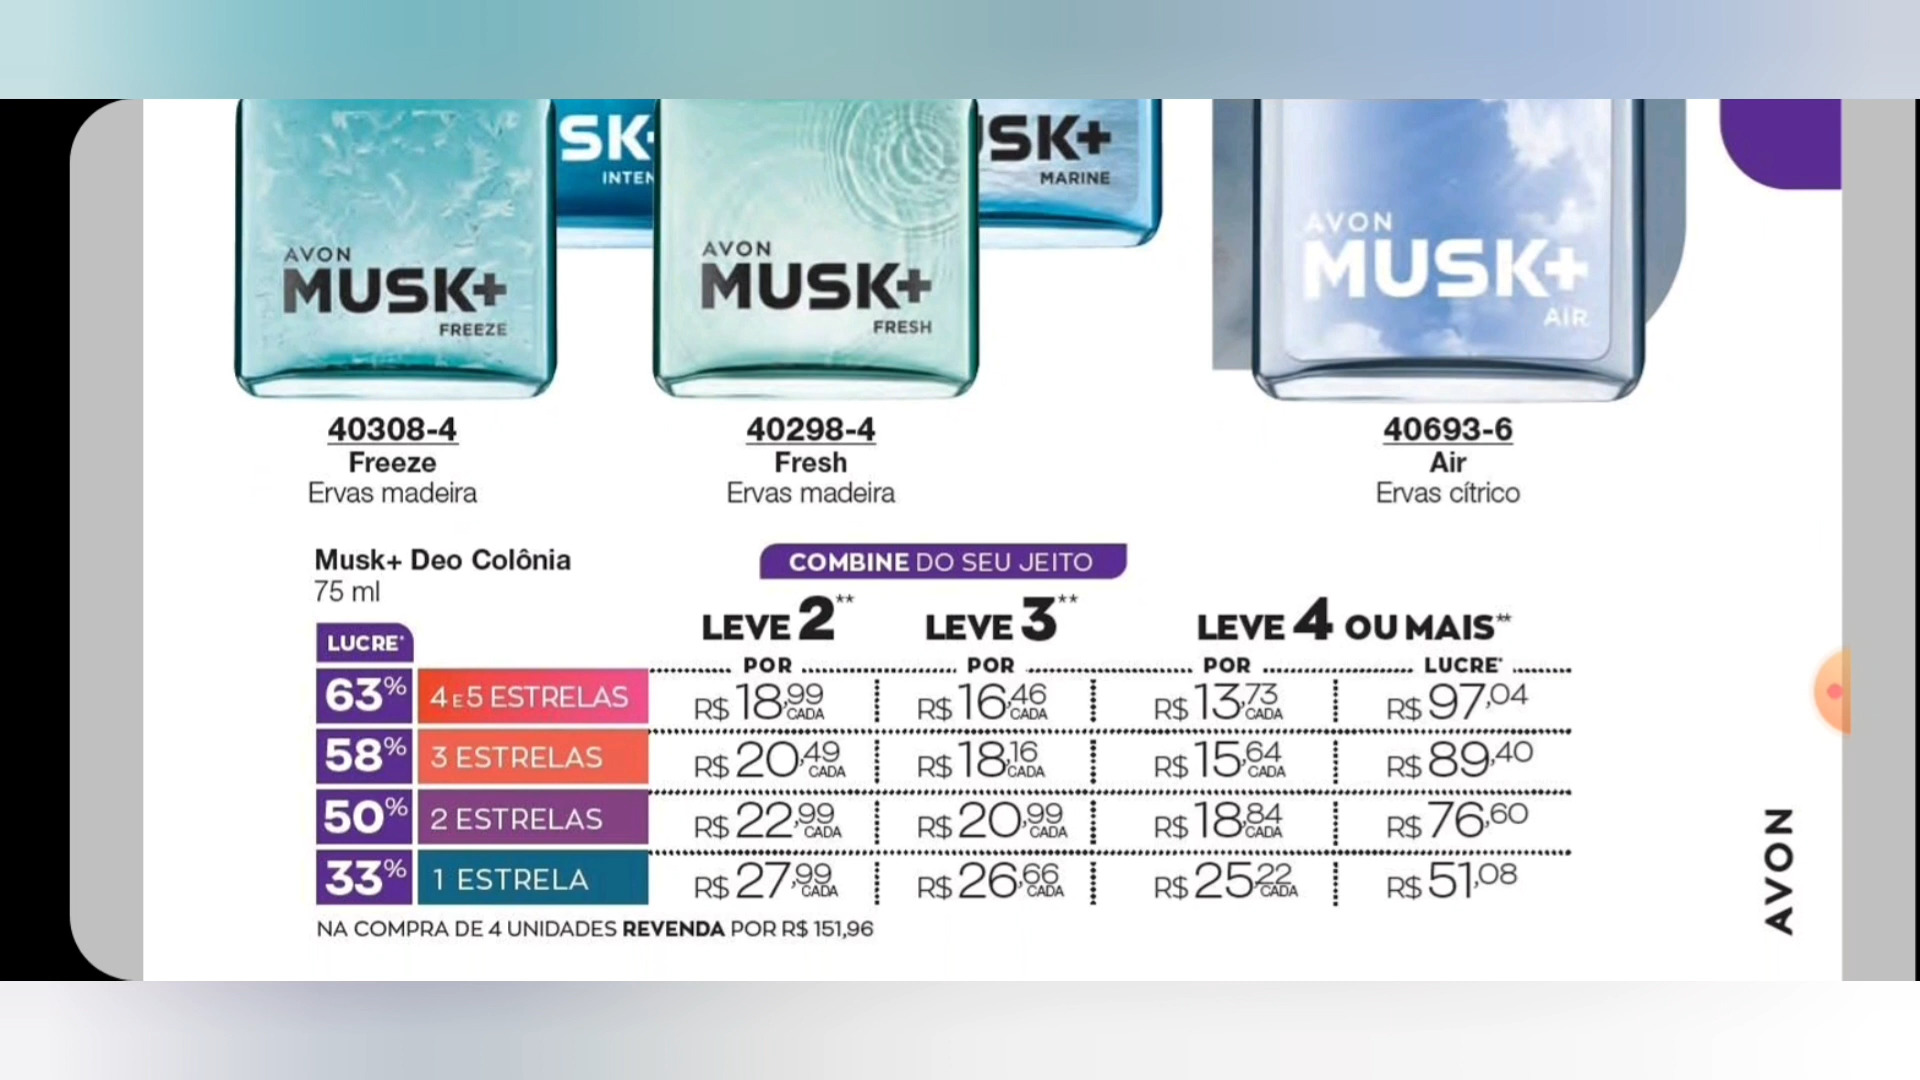 SK+
INTEN
USK+
MARINE
AVON
MUSK+
FREEZE
AVON
MUSK+
FRESH
AVON
MUSK+
AIR
40308-4
Freeze
Ervas madeira
40298-4
Fresh
Ervas madeira
40693-6
Air
Ervas cítrico
Musk+ Deo Colônia
75 ml
COMBINE DO SEU JEITO
LEVE 2** LEVE 3** LEVE 4 OU MAIS**
LUCRE*
POR POR POR LUCRE*
63% 4 E 5 ESTRELAS R$ 18,99 CADA R$ 16,46 CADA R$ 13,73 CADA R$ 97,04
58% 3 ESTRELAS R$ 20,49 CADA R$ 18,16 CADA R$ 15,64 CADA R$ 89,40
50% 2 ESTRELAS R$ 22,99 CADA R$ 20,99 CADA R$ 18,84 CADA R$ 76,60
33% 1 ESTRELA R$ 27,99 CADA R$ 26,66 CADA R$ 25,22 CADA R$ 51,08
NA COMPRA DE 4 UNIDADES REVENDA POR R$ 151,96
AVON